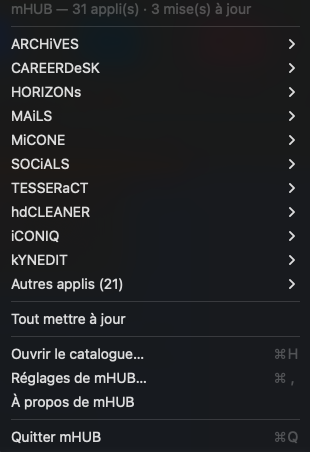 mHUB — 31 appli(s) · 3 mise(s) à jour
ARCHiVES
CAREERDeSK
HORIZONs
MAiLS
MiCONE
SOCiALS
TESSERaCT
hdCLEANER
iCONIQ
kYNEDIT
Autres applis (21)
Tout mettre à jour
Ouvrir le catalogue... ⌘H
Réglages de mHUB... ⌘ ,
À propos de mHUB
Quitter mHUB ⌘Q